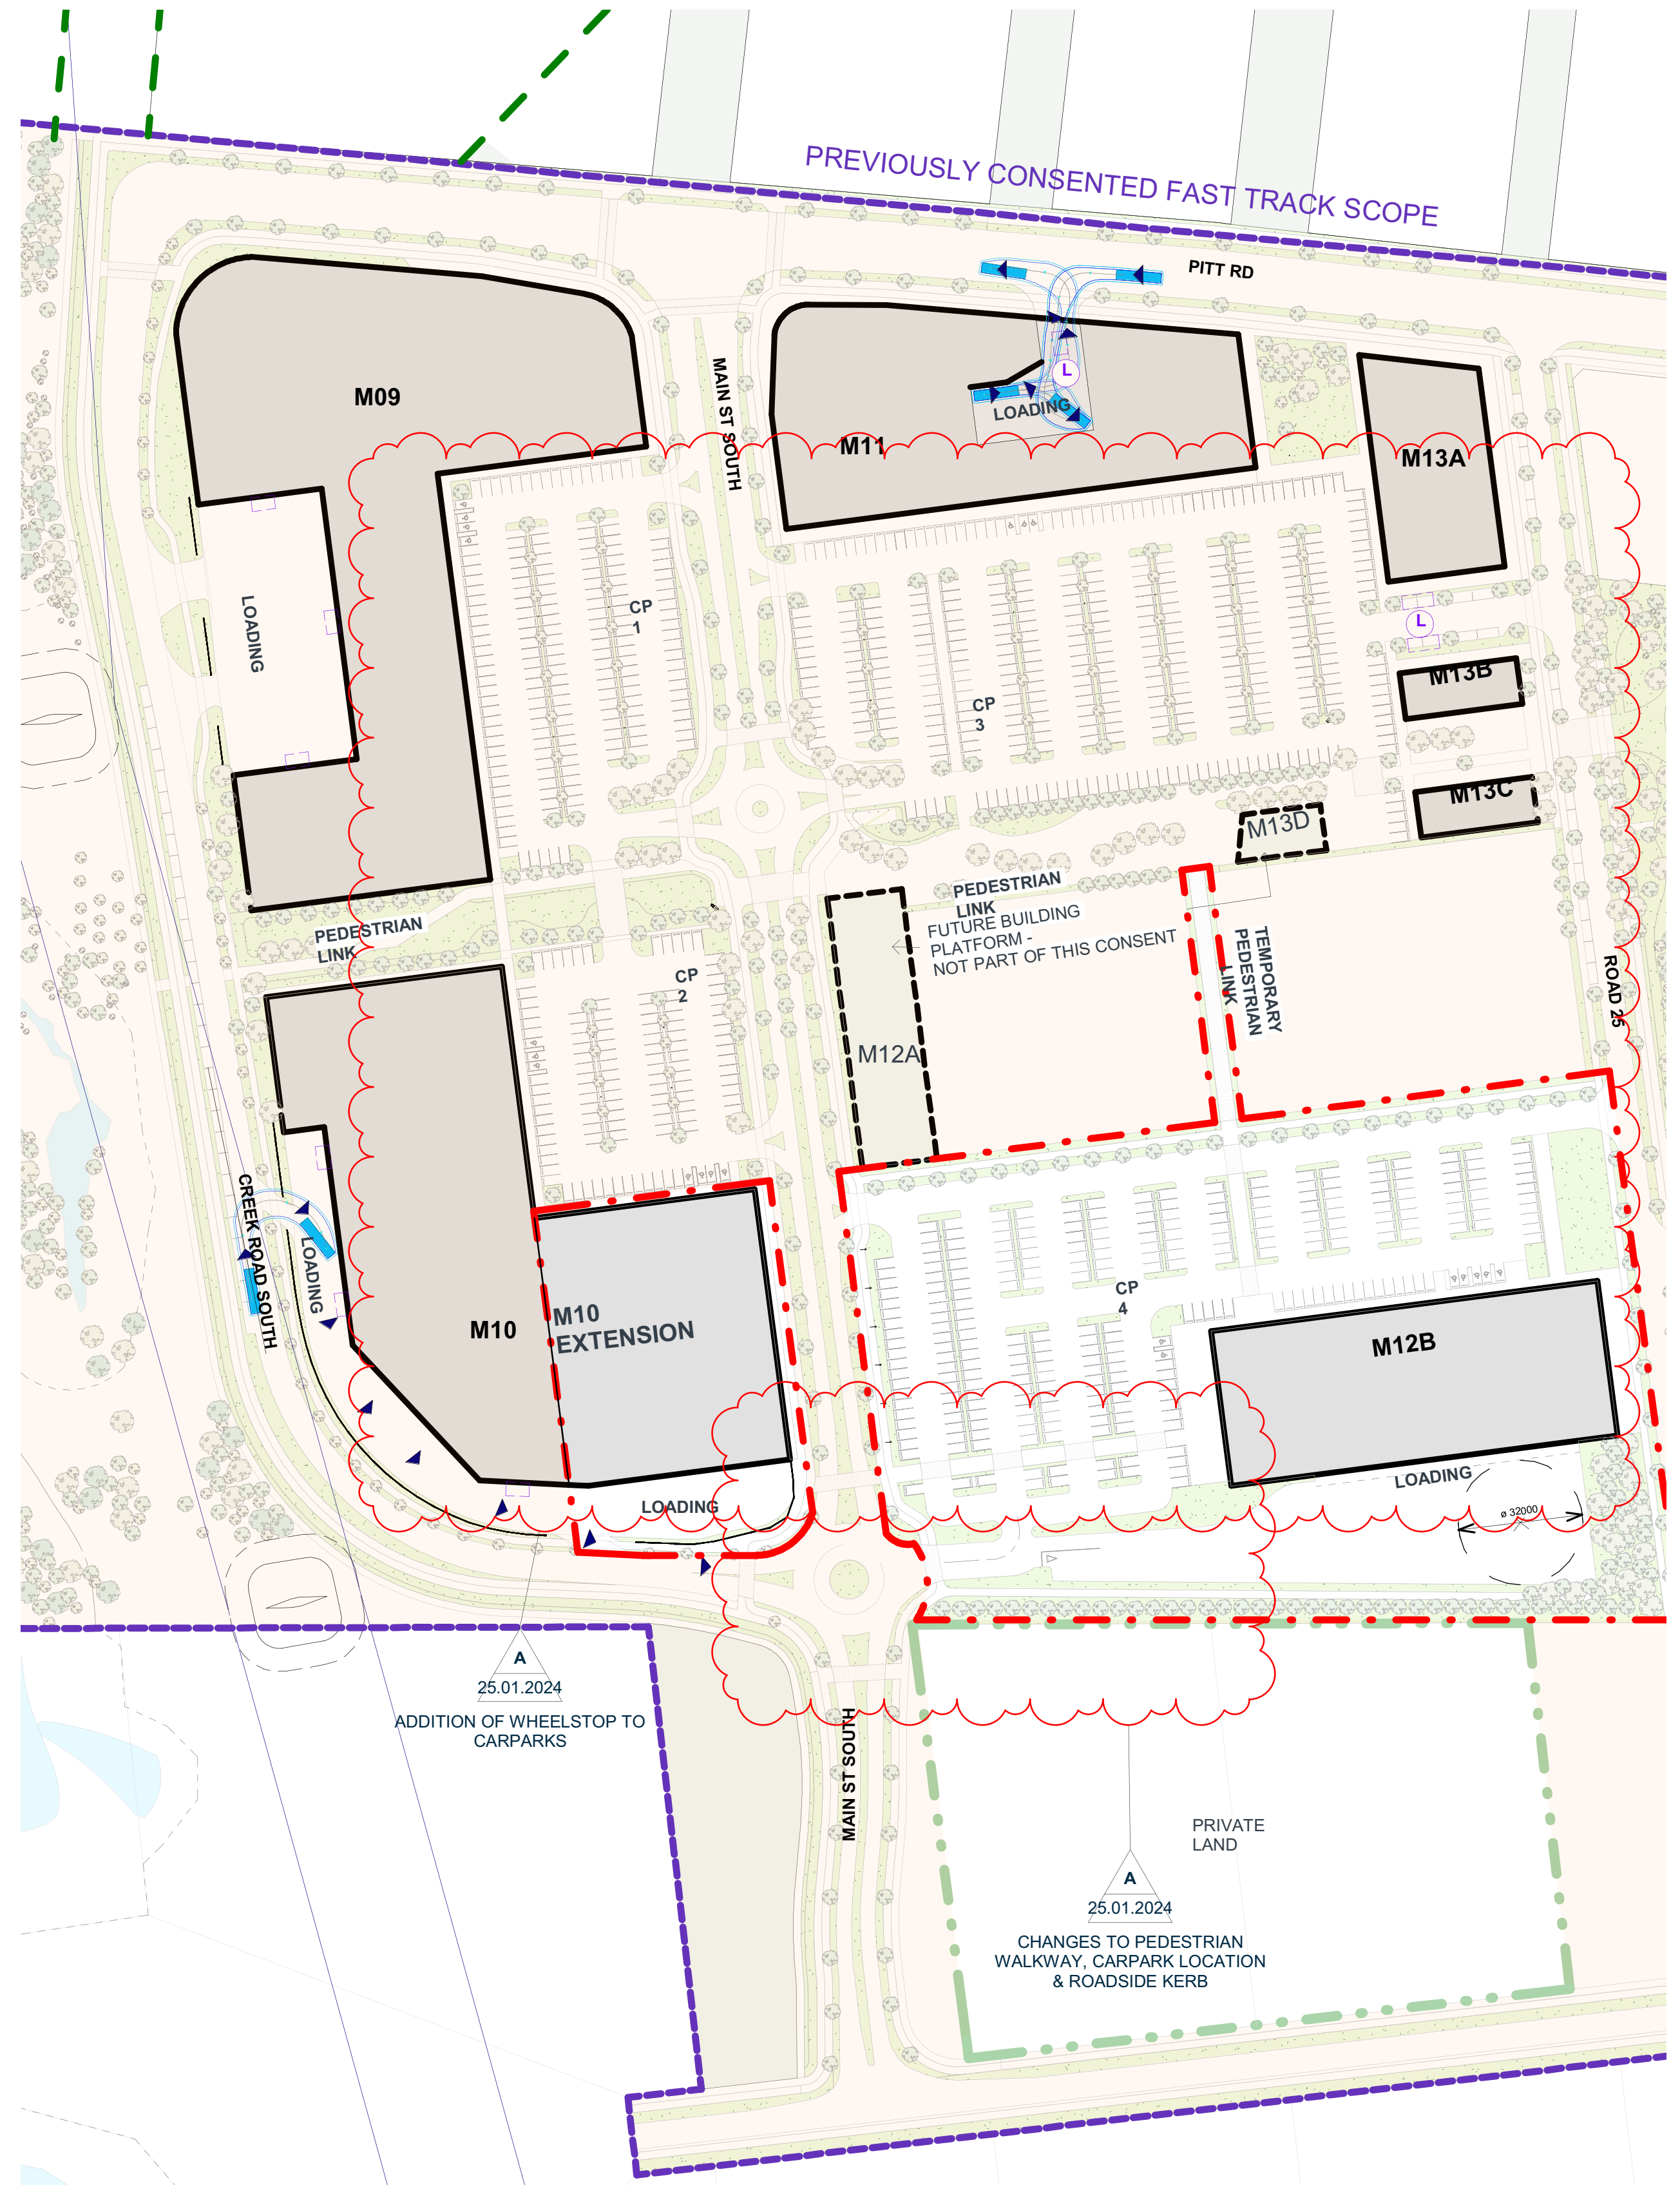 PREVIOUSLY CONSENTED FAST TRACK SCOPE
PITT RD
M09
MAIN ST SOUTH
L
LOADING
M11
M13A
LOADING
CP
1
L
M13B
CP
3
M13C
M13D
PEDESTRIAN
LINK
PEDESTRIAN
LINK
FUTURE BUILDING
PLATFORM -
NOT PART OF THIS CONSENT
TEMPORARY
PEDESTRIAN
LINK
ROAD 25
CP
2
M12A
CREEK ROAD SOUTH
LOADING
M10
M10
EXTENSION
CP
4
M12B
LOADING
LOADING
ø 32000
A
25.01.2024
ADDITION OF WHEELSTOP TO
CARPARKS
MAIN ST SOUTH
PRIVATE
LAND
A
25.01.2024
CHANGES TO PEDESTRIAN
WALKWAY, CARPARK LOCATION
& ROADSIDE KERB